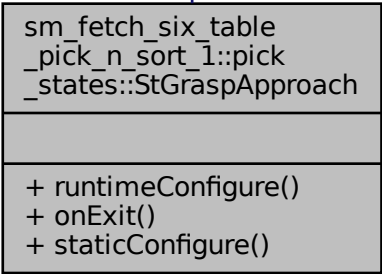 sm_fetch_six_table
_pick_n_sort_1::pick
_states::StGraspApproach
+ runtimeConfigure()
+ onExit()
+ staticConfigure()